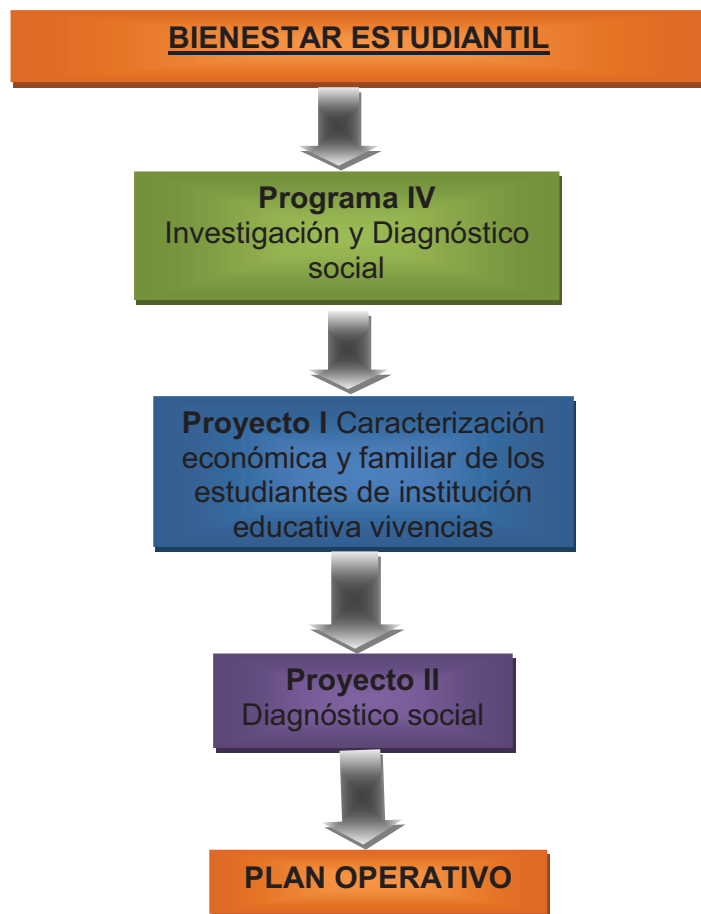 BIENESTAR ESTUDIANTIL
Programa IV
Investigación y Diagnóstico
social
Proyecto I Caracterización
económica y familiar de los
estudiantes de institución
educativa vivencias
Proyecto II
Diagnóstico social
PLAN OPERATIVO